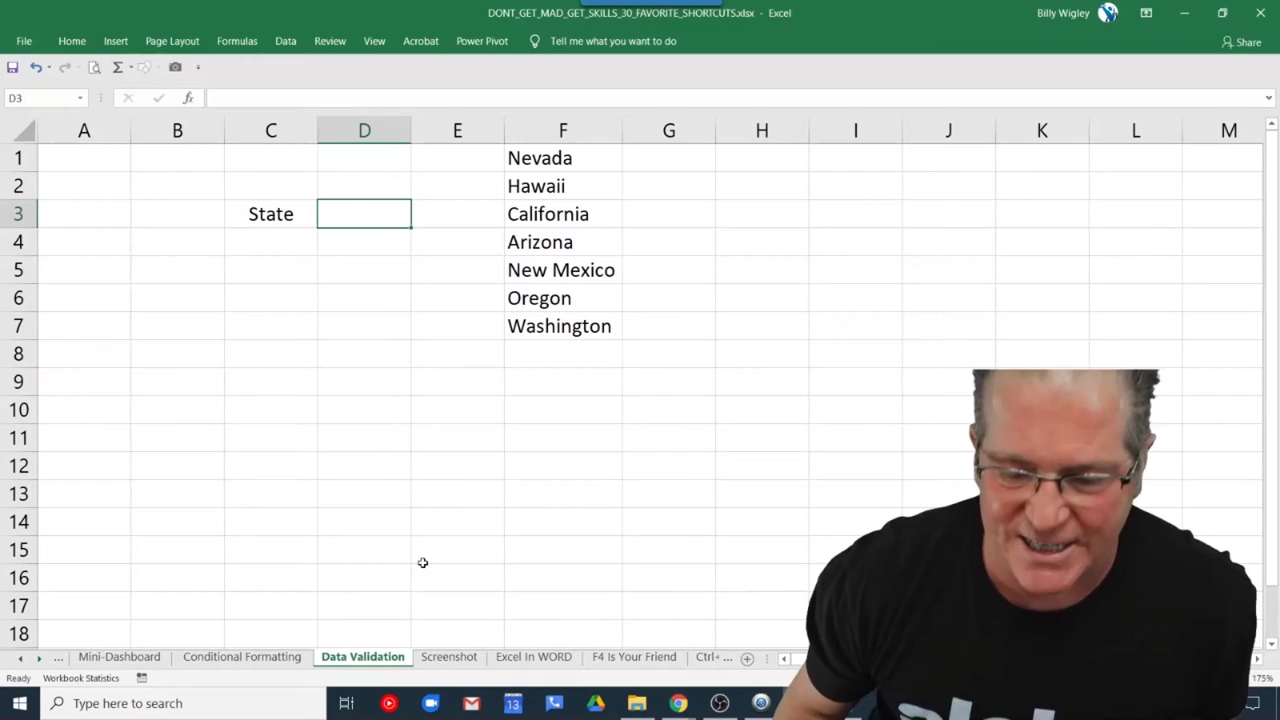 DONT_GET_MAD_GET_SKILLS_30_FAVORITE_SHORTCUTS.xlsx - Excel
Billy Wigley
File Home Insert Page Layout Formulas Data Review View Acrobat Power Pivot Tell me what you want to do
Share
D3
A B C D E F G H I J K L M
1 Nevada
2 Hawaii
3 State California
4 Arizona
5 New Mexico
6 Oregon
7 Washington
8
9
10
11
12
13
14
15
16
17
18
... Mini-Dashboard Conditional Formatting Data Validation Screenshot Excel In WORD F4 Is Your Friend Ctrl+ ...
Ready Workbook Statistics
175%
Type here to search
13